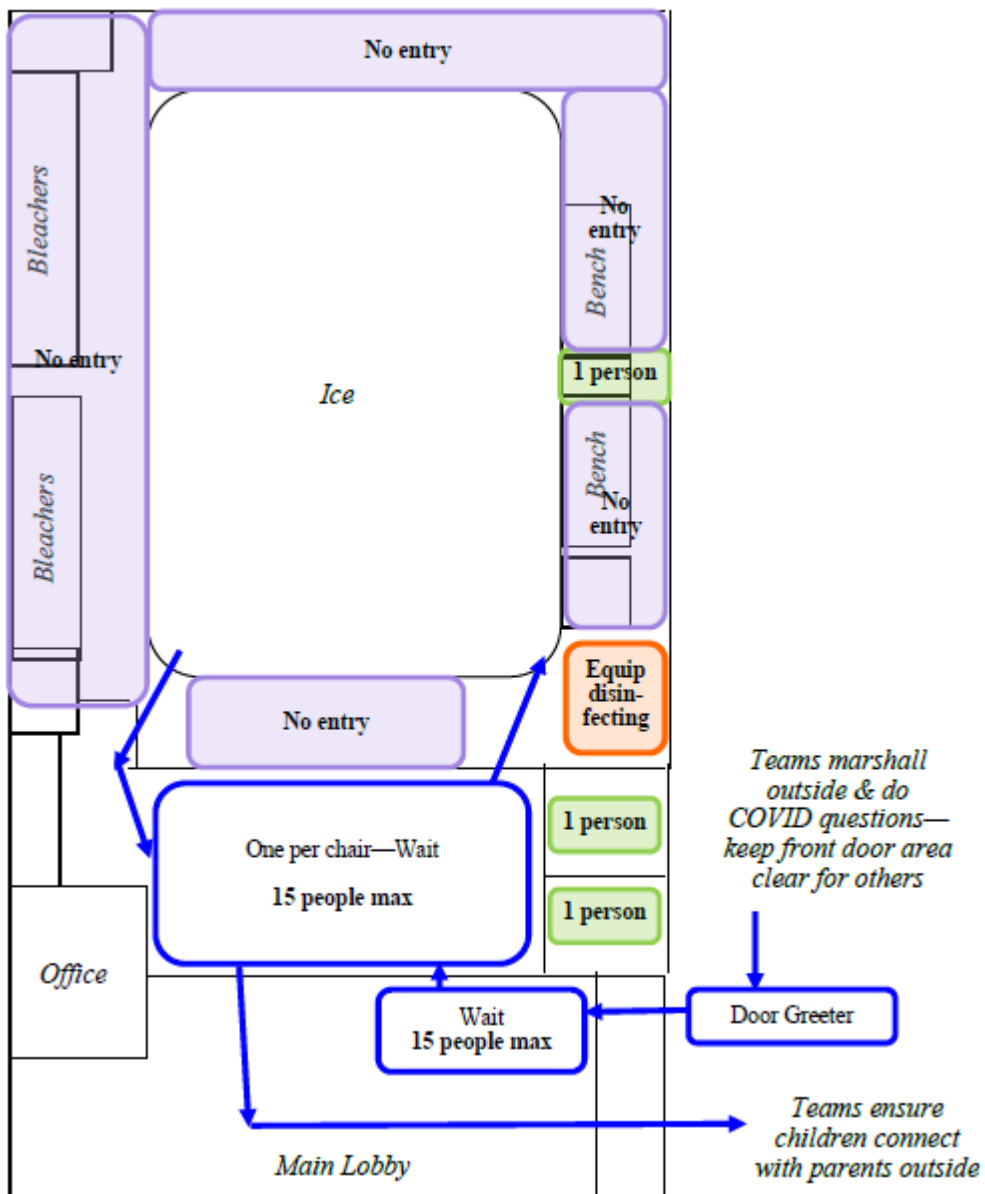 No entry
Bleachers
No
entry
Bench
No entry
1 person
Ice
Bench
Bleachers
No
entry
Equip
disin-
fecting
No entry
Teams marshall
outside & do
COVID questions—
keep front door area
clear for others
1 person
One per chair—Wait
15 people max
1 person
Office
Wait
15 people max
Door Greeter
Teams ensure
children connect
with parents outside
Main Lobby